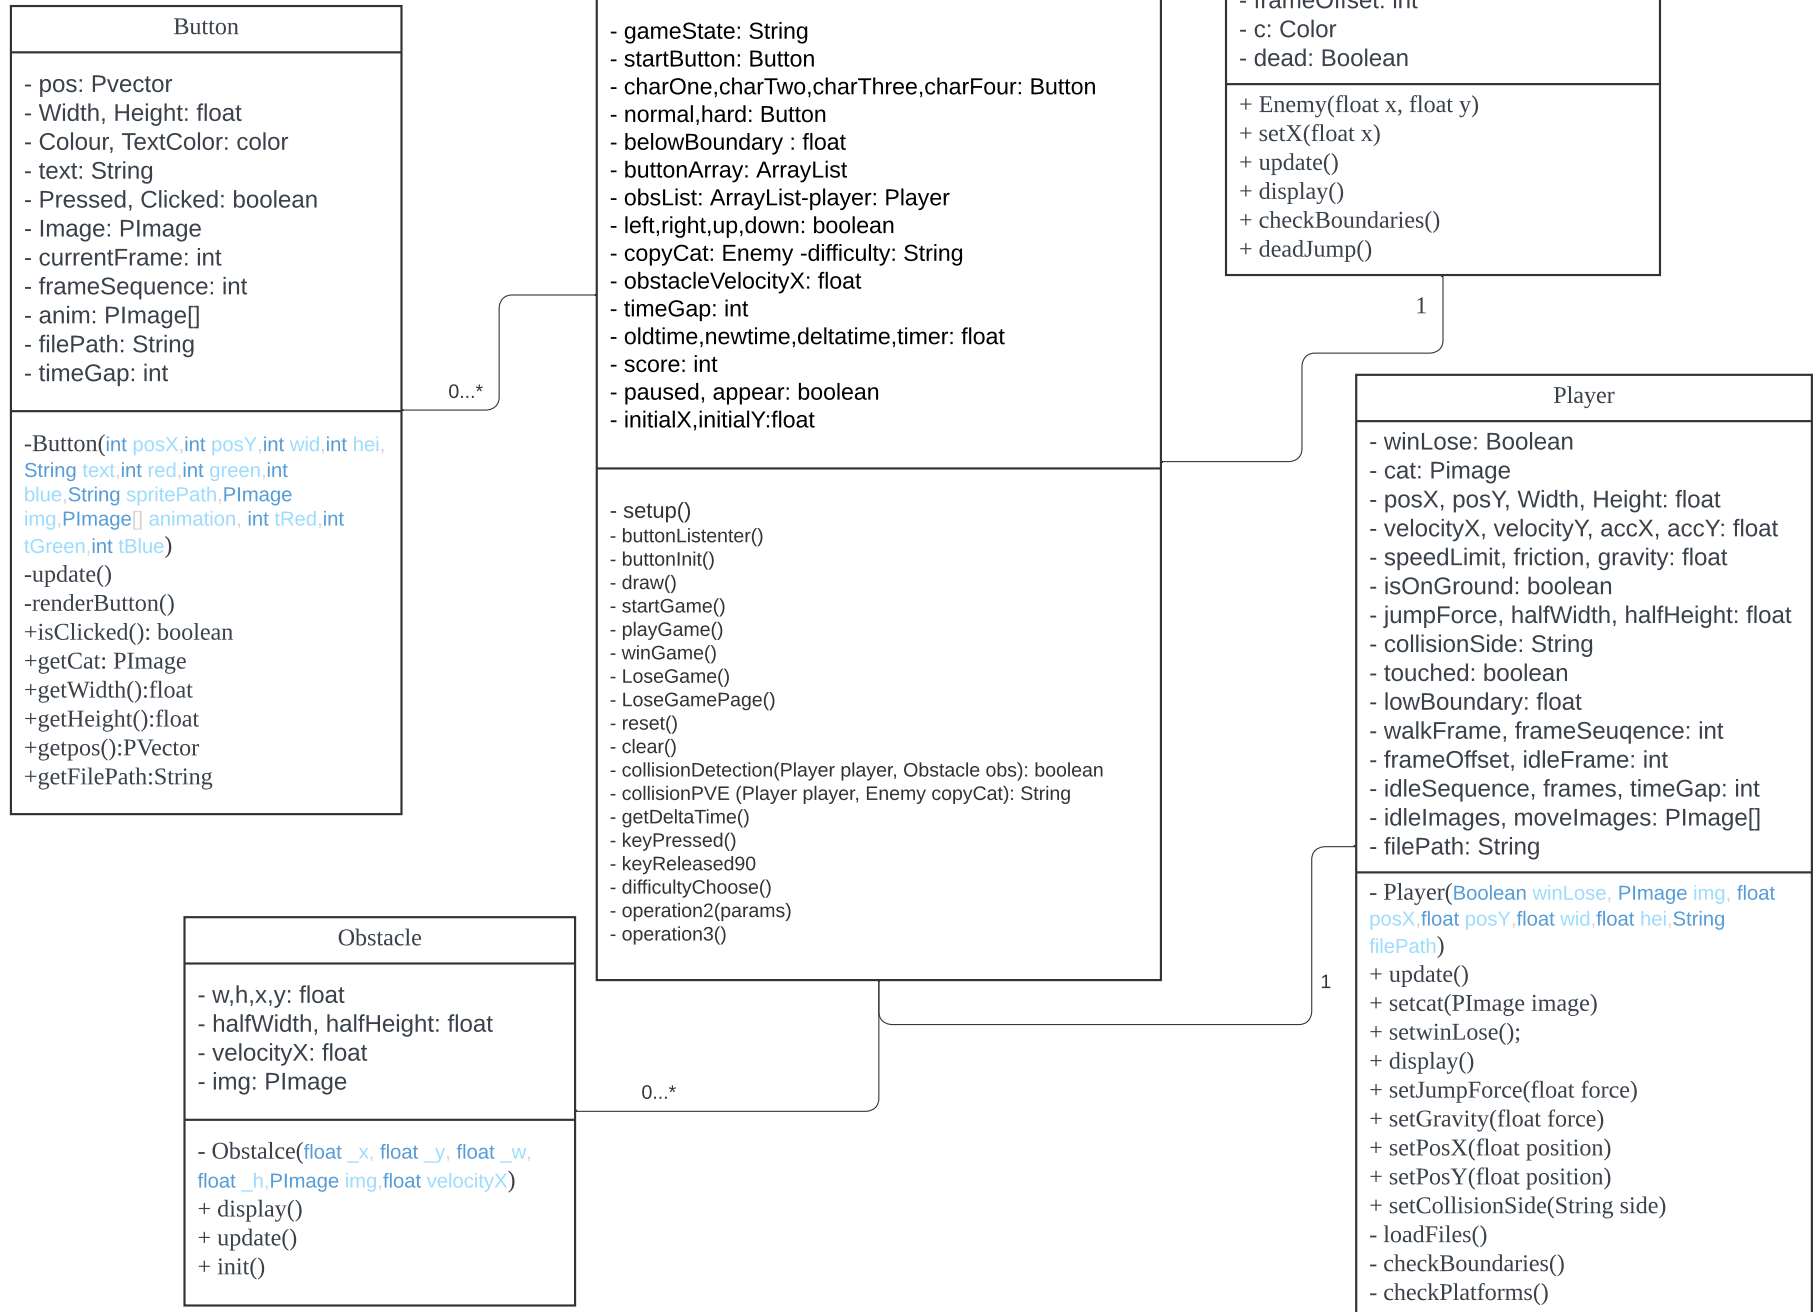 Button
- pos: Pvector
- Width, Height: float
- Colour, TextColor: color
- text: String
- Pressed, Clicked: boolean
- Image: PImage
- currentFrame: int
- frameSequence: int
- anim: PImage[]
- filePath: String
- timeGap: int
-Button(int posX,int posY,int wid,int hei,
String text,int red,int green,int
blue,String spritePath,PImage
img,PImage[] animation, int tRed,int
tGreen,int tBlue)
-update()
-renderButton()
+isClicked(): boolean
+getCat: PImage
+getWidth():float
+getHeight():float
+getpos():PVector
+getFilePath:String
0...*
- gameState: String
- startButton: Button
- charOne,charTwo,charThree,charFour: Button
- normal,hard: Button
- belowBoundary : float
- buttonArray: ArrayList
- obsList: ArrayList-player: Player
- left,right,up,down: boolean
- copyCat: Enemy -difficulty: String
- obstacleVelocityX: float
- timeGap: int
- oldtime,newtime,deltatime,timer: float
- score: int
- paused, appear: boolean
- initialX,initialY:float
- setup()
- buttonListenter()
- buttonInit()
- draw()
- startGame()
- playGame()
- winGame()
- LoseGame()
- LoseGamePage()
- reset()
- clear()
- collisionDetection(Player player, Obstacle obs): boolean
- collisionPVE (Player player, Enemy copyCat): String
- getDeltaTime()
- keyPressed()
- keyReleased90
- difficultyChoose()
- operation2(params)
- operation3()
- frameOffset: int
- c: Color
- dead: Boolean
+ Enemy(float x, float y)
+ setX(float x)
+ update()
+ display()
+ checkBoundaries()
+ deadJump()
1
Player
- winLose: Boolean
- cat: Pimage
- posX, posY, Width, Height: float
- velocityX, velocityY, accX, accY: float
- speedLimit, friction, gravity: float
- isOnGround: boolean
- jumpForce, halfWidth, halfHeight: float
- collisionSide: String
- touched: boolean
- lowBoundary: float
- walkFrame, frameSeuqence: int
- frameOffset, idleFrame: int
- idleSequence, frames, timeGap: int
- idleImages, moveImages: PImage[]
- filePath: String
- Player(Boolean winLose, PImage img, float
posX,float posY,float wid,float hei,String
filePath)
+ update()
+ setcat(PImage image)
+ setwinLose();
+ display()
+ setJumpForce(float force)
+ setGravity(float force)
+ setPosX(float position)
+ setPosY(float position)
+ setCollisionSide(String side)
- loadFiles()
- checkBoundaries()
- checkPlatforms()
1
Obstacle
- w,h,x,y: float
- halfWidth, halfHeight: float
- velocityX: float
- img: PImage
- Obstalce(float _x, float _y, float _w,
float _h,PImage img,float velocityX)
+ display()
+ update()
+ init()
0...*